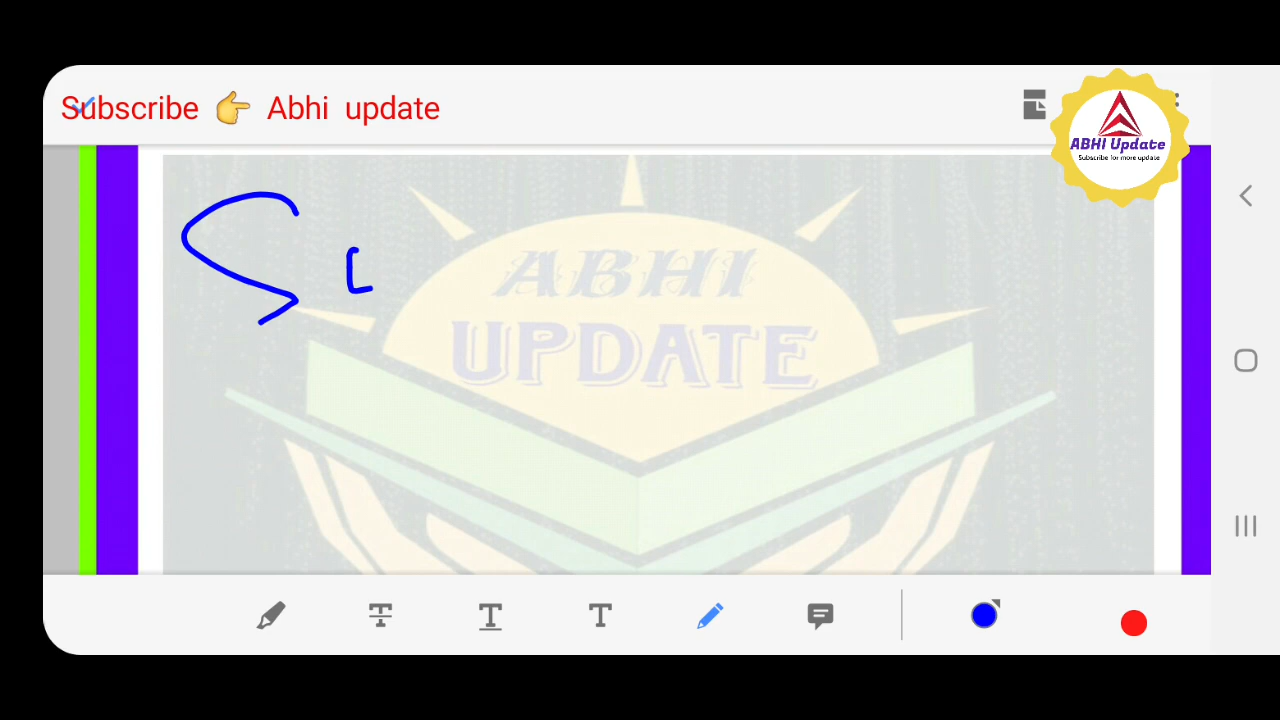 Subscribe 👉 Abhi update
ABHI Update
Subscribe for more update
S
ABHI
UPDATE